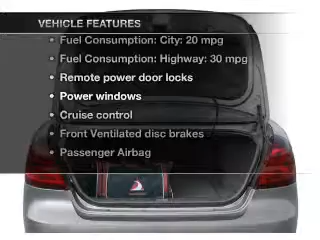 VEHICLE FEATURES
• Fuel Consumption: City: 20 mpg
• Fuel Consumption: Highway: 30 mpg
• Remote power door locks
• Power windows
• Cruise control
• Front Ventilated disc brakes
• Passenger Airbag